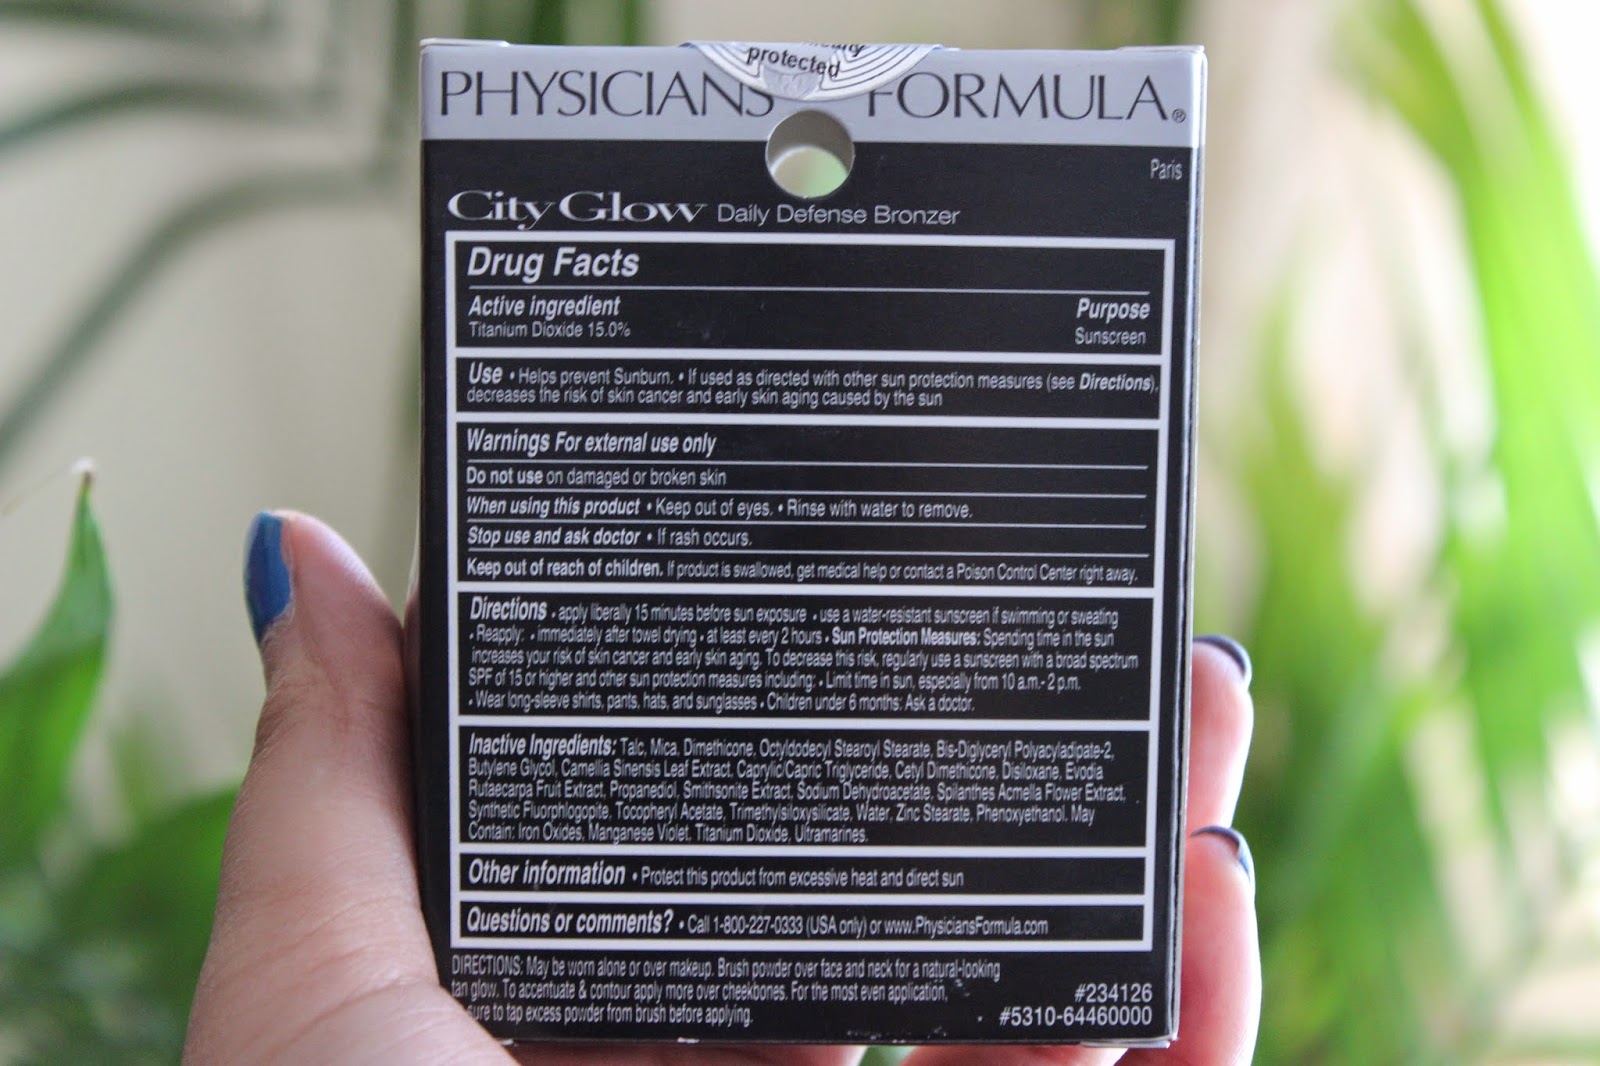 protected
PHYSICIANS FORMULA®
Paris
City Glow Daily Defense Bronzer
Drug Facts
Active ingredient Purpose
Titanium Dioxide 15.0% Sunscreen
Use • Helps prevent Sunburn. • If used as directed with other sun protection measures (see Directions),
decreases the risk of skin cancer and early skin aging caused by the sun
Warnings For external use only
Do not use on damaged or broken skin
When using this product • Keep out of eyes. • Rinse with water to remove.
Stop use and ask doctor • If rash occurs.
Keep out of reach of children. If product is swallowed, get medical help or contact a Poison Control Center right away.
Directions • apply liberally 15 minutes before sun exposure • use a water-resistant sunscreen if swimming or sweating
• Reapply: • immediately after towel drying • at least every 2 hours • Sun Protection Measures: Spending time in the sun
increases your risk of skin cancer and early skin aging. To decrease this risk, regularly use a sunscreen with a broad spectrum
SPF of 15 or higher and other sun protection measures including: • Limit time in sun, especially from 10 a.m.- 2 p.m.
• Wear long-sleeve shirts, pants, hats, and sunglasses • Children under 6 months: Ask a doctor.
Inactive Ingredients: Talc, Mica, Dimethicone, Octyldodecyl Stearoyl Stearate, Bis-Diglyceryl Polyacyladipate-2,
Butylene Glycol, Camellia Sinensis Leaf Extract, Caprylic/Capric Triglyceride, Cetyl Dimethicone, Disiloxane, Evodia
Rutaecarpa Fruit Extract, Propanediol, Smithsonite Extract, Sodium Dehydroacetate, Spilanthes Acmella Flower Extract,
Synthetic Fluorphlogopite, Tocopheryl Acetate, Trimethylsiloxysilicate, Water, Zinc Stearate, Phenoxyethanol. May
Contain: Iron Oxides, Manganese Violet, Titanium Dioxide, Ultramarines.
Other information • Protect this product from excessive heat and direct sun
Questions or comments? • Call 1-800-227-0333 (USA only) or www.PhysiciansFormula.com
DIRECTIONS: May be worn alone or over makeup. Brush powder over face and neck for a natural-looking
tan glow. To accentuate & contour apply more over cheekbones. For the most even application,
sure to tap excess powder from brush before applying.
#234126
#5310-64460000